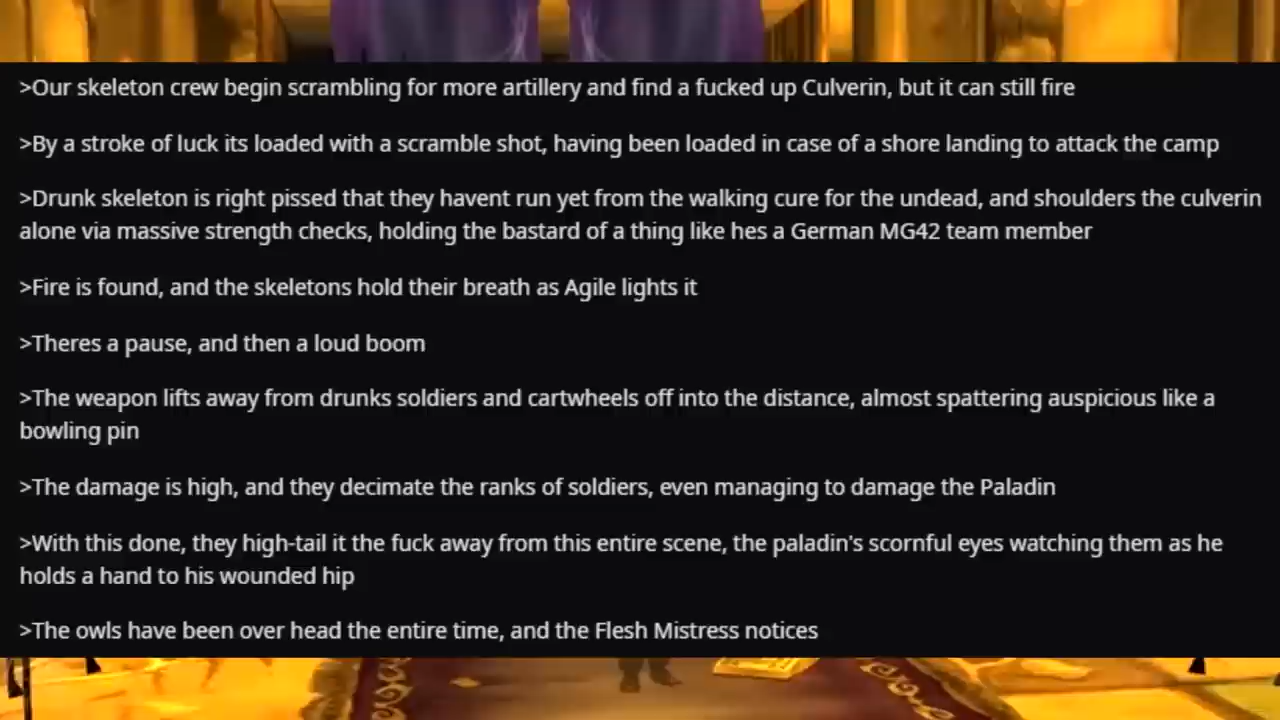 >Our skeleton crew begin scrambling for more artillery and find a fucked up Culverin, but it can still fire
>By a stroke of luck its loaded with a scramble shot, having been loaded in case of a shore landing to attack the camp
>Drunk skeleton is right pissed that they havent run yet from the walking cure for the undead, and shoulders the culverin
alone via massive strength checks, holding the bastard of a thing like hes a German MG42 team member
>Fire is found, and the skeletons hold their breath as Agile lights it
>Theres a pause, and then a loud boom
>The weapon lifts away from drunks soldiers and cartwheels off into the distance, almost spattering auspicious like a
bowling pin
>The damage is high, and they decimate the ranks of soldiers, even managing to damage the Paladin
>With this done, they high-tail it the fuck away from this entire scene, the paladin's scornful eyes watching them as he
holds a hand to his wounded hip
>The owls have been over head the entire time, and the Flesh Mistress notices